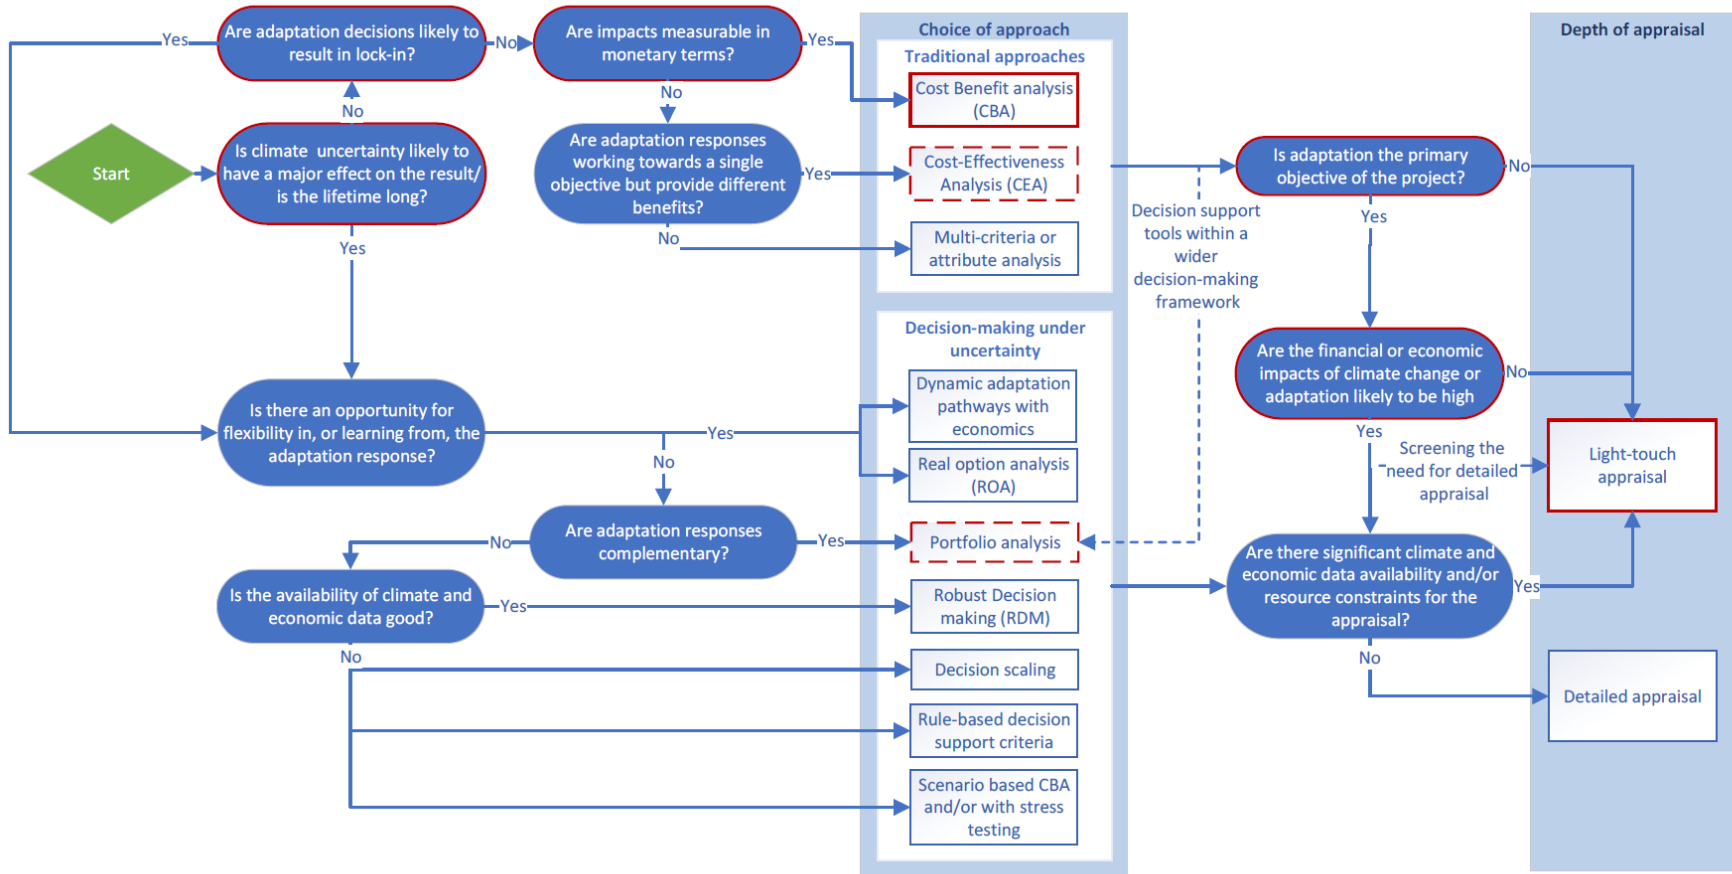 Are adaptation decisions likely to
result in lock-in?
Yes
No
Are impacts measurable in
monetary terms?
Yes
No
No
Start
Is climate  uncertainty likely to
have a major effect on the result/
is the lifetime long?
Yes
Are adaptation responses
working towards a single
objective but provide different
benefits?
Yes
No
Is there an opportunity for
flexibility in, or learning from, the
adaptation response?
Yes
No
Are adaptation responses
complementary?
Yes
No
Is the availability of climate and
economic data good?
Yes
No
Choice of approach
Traditional approaches
Cost Benefit analysis
(CBA)
Cost-Effectiveness
Analysis (CEA)
Multi-criteria or
attribute analysis
Decision-making under
uncertainty
Dynamic adaptation
pathways with
economics
Real option analysis
(ROA)
Portfolio analysis
Robust Decision
making (RDM)
Decision scaling
Rule-based decision
support criteria
Scenario based CBA
and/or with stress
testing
Decision support
tools within a
wider
decision-making
framework
Is adaptation the primary
objective of the project?
No
Yes
Are the financial or economic
impacts of climate change or
adaptation likely to be high
No
Yes
Screening the
need for detailed
appraisal
Are there significant climate and
economic data availability and/or
resource constraints for the
appraisal?
Yes
No
Depth of appraisal
Light-touch
appraisal
Detailed appraisal